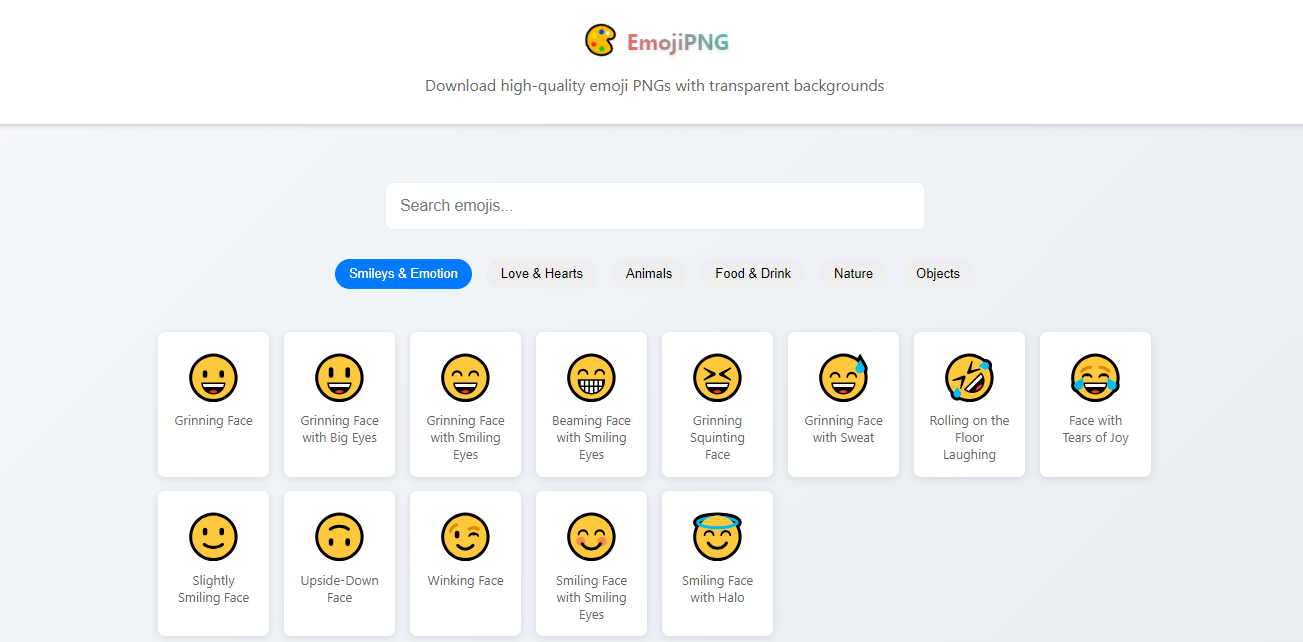 EmojiPNG
Download high-quality emoji PNGs with transparent backgrounds
Search emojis...
Smileys & Emotion
Love & Hearts
Animals
Food & Drink
Nature
Objects
Grinning Face
Grinning Face
with Big Eyes
Grinning Face
with Smiling
Eyes
Beaming Face
with Smiling
Eyes
Grinning
Squinting
Face
Grinning Face
with Sweat
Rolling on the
Floor
Laughing
Face with
Tears of Joy
Slightly
Smiling Face
Upside-Down
Face
Winking Face
Smiling Face
with Smiling
Eyes
Smiling Face
with Halo